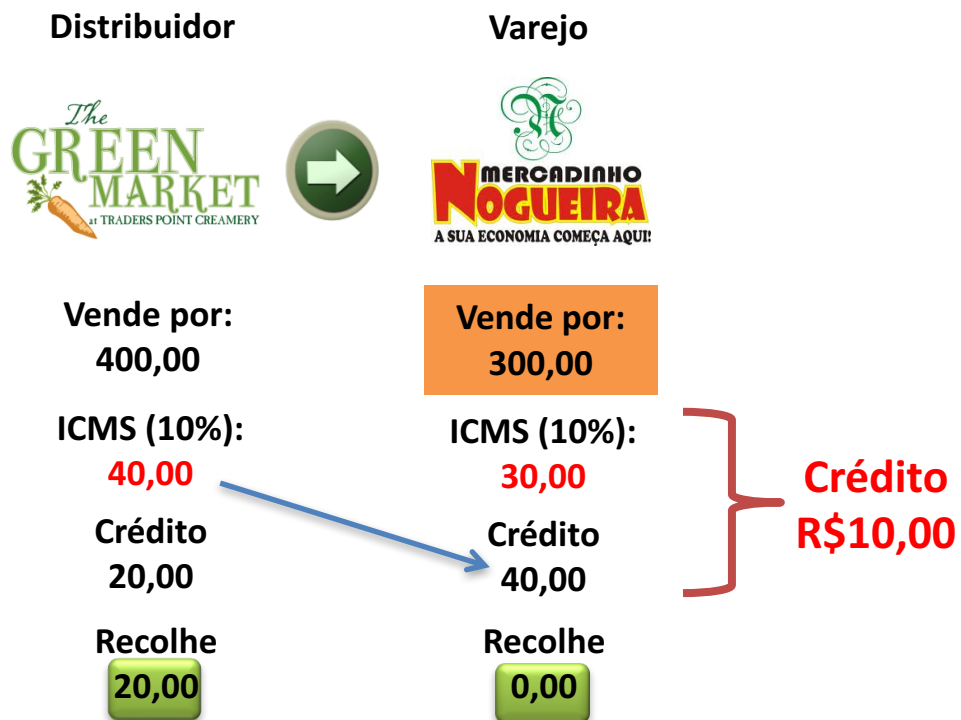 Distribuidor
Varejo
The
GREEN
MARKET
at TRADERS POINT CREAMERY
N
MERCADINHO
NOGUEIRA
A SUA ECONOMIA COMEÇA AQUI!
Vende por:
400,00
Vende por:
300,00
ICMS (10%):
40,00
ICMS (10%):
30,00
Crédito
20,00
Crédito
40,00
Crédito
R$10,00
Recolhe
20,00
Recolhe
0,00